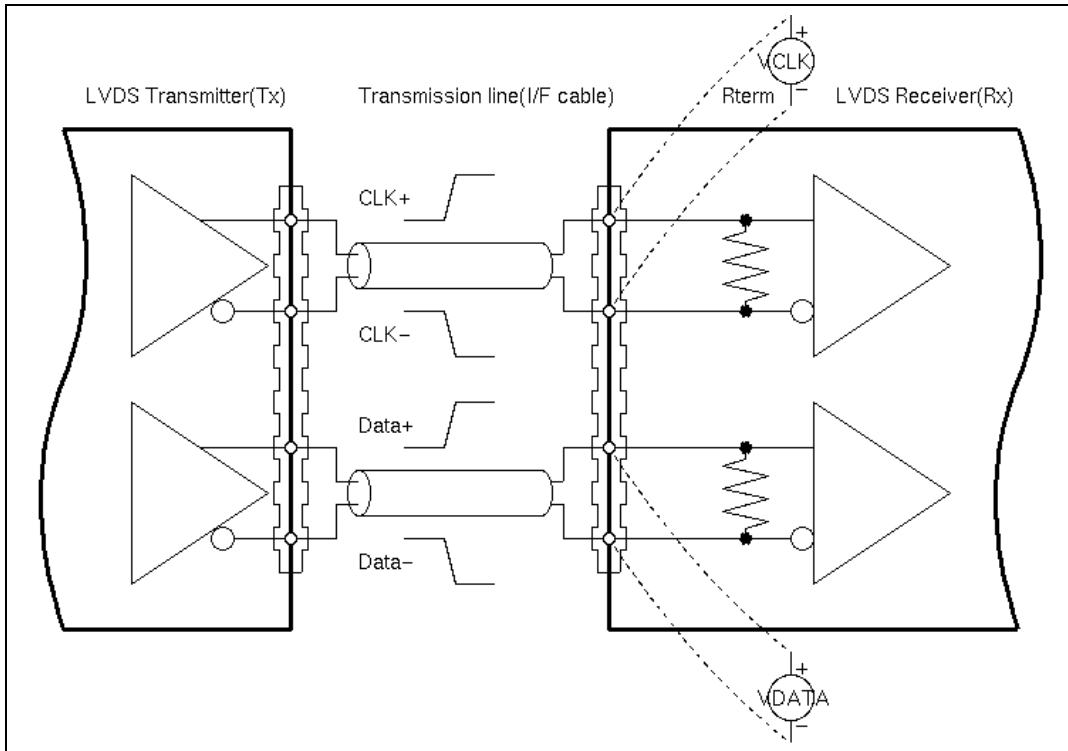 +
VCLK
−
LVDS Transmitter(Tx) Transmission line(I/F cable) Rterm LVDS Receiver(Rx)
CLK+
CLK−
Data+
Data−
+
VDATA
−